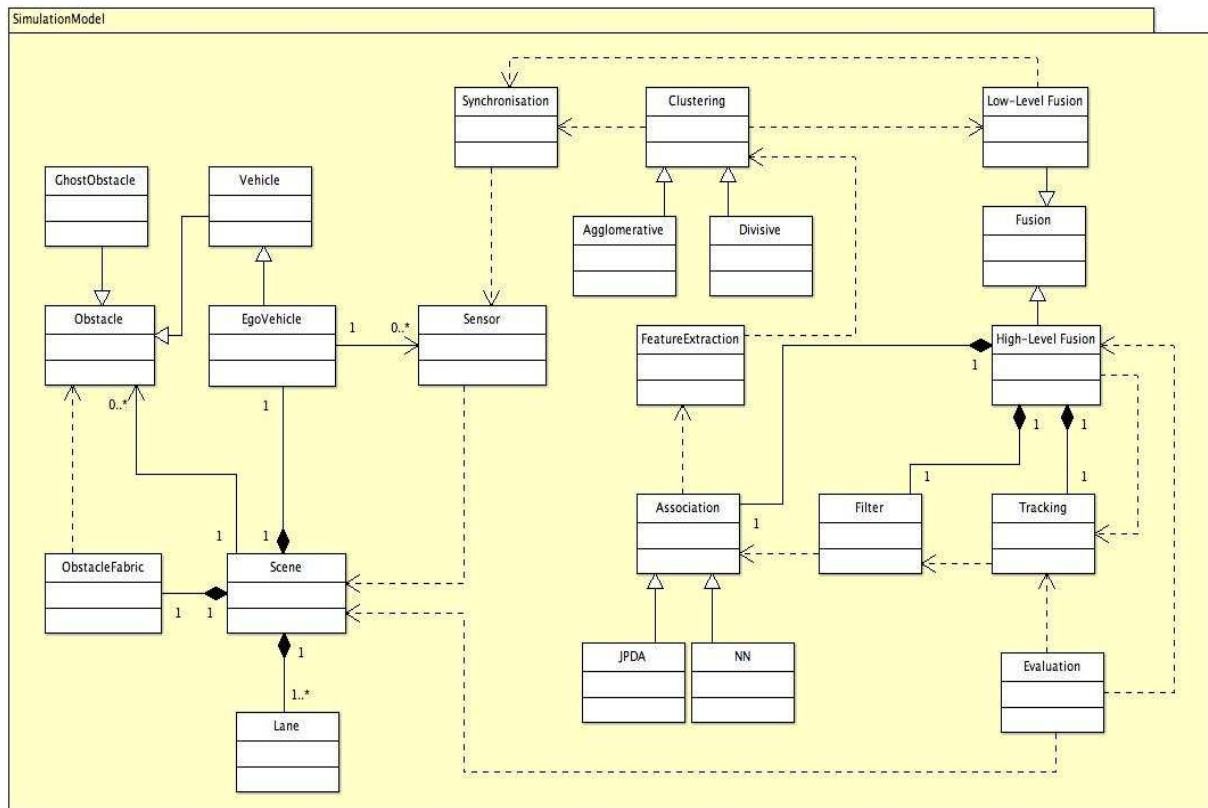 SimulationModel
Synchronisation
Clustering
Low-Level Fusion
GhostObstacle
Vehicle
Agglomerative
Divisive
Fusion
Obstacle
EgoVehicle
1
0..*
Sensor
FeatureExtraction
High-Level Fusion
1
0..*
1
1
1
1
1
Association
1
Filter
Tracking
1
1
ObstacleFabric
Scene
1
1
1
JPDA
NN
Evaluation
1..*
Lane